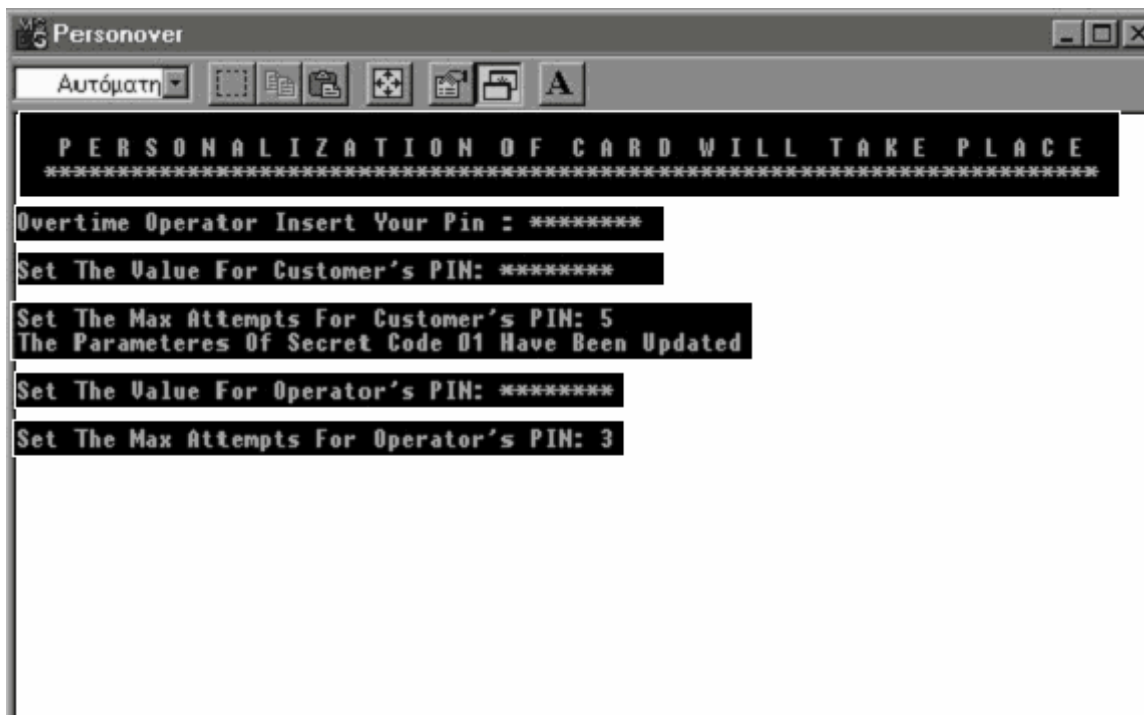 Personover
Αυτόματη
A
P E R S O N A L I Z A T I O N O F C A R D W I L L T A K E P L A C E
*************************************************************************
Overtime Operator Insert Your Pin : ********
Set The Value For Customer's PIN: ********
Set The Max Attempts For Customer's PIN: 5
The Parameteres Of Secret Code 01 Have Been Updated
Set The Value For Operator's PIN: ********
Set The Max Attempts For Operator's PIN: 3